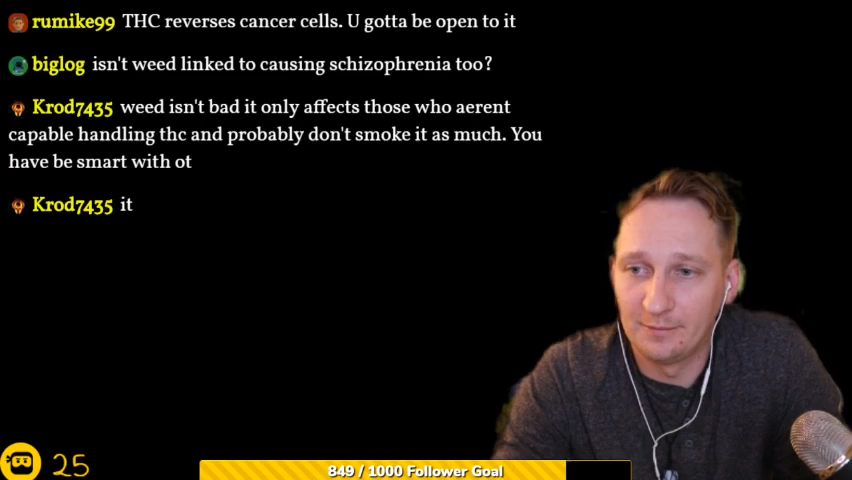 rumike99 THC reverses cancer cells. U gotta be open to it
biglog isn't weed linked to causing schizophrenia too?
Krod7435 weed isn't bad it only affects those who aerent
capable handling thc and probably don't smoke it as much. You
have be smart with ot
Krod7435 it
25
849 / 1000 Follower Goal